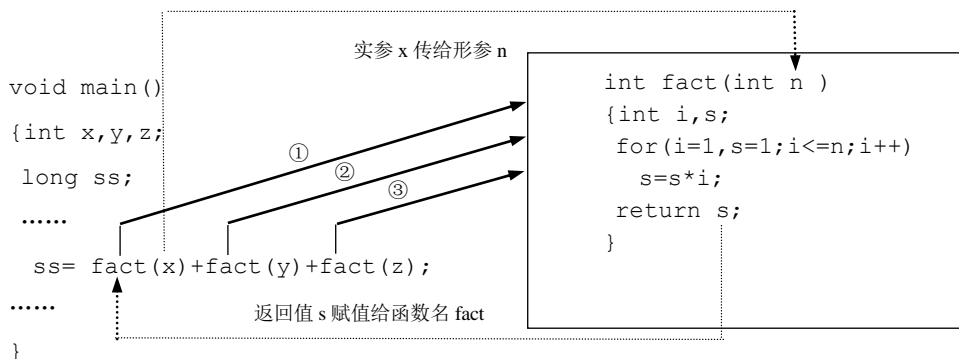 实参 x 传给形参 n
void main()
{int x,y,z;
long ss;
……
ss= fact(x)+fact(y)+fact(z);
……
}
①
②
③
int fact(int n )
{int i,s;
for(i=1,s=1;i<=n;i++)
s=s*i;
return s;
}
返回值 s 赋值给函数名 fact